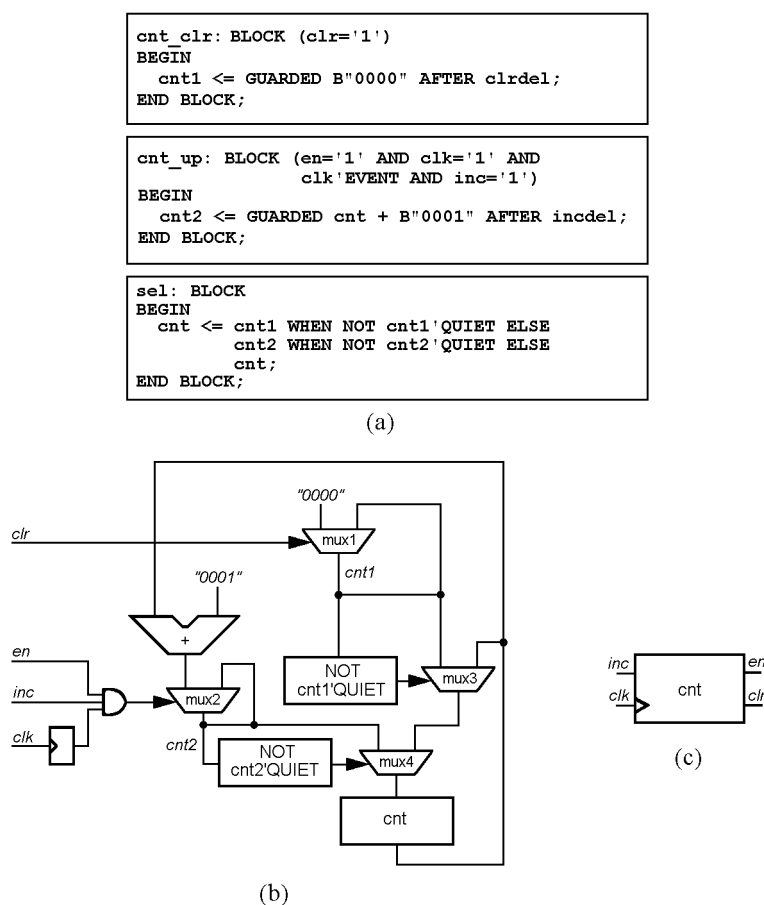 cnt_clr: BLOCK (clr='1')
BEGIN
cnt1 <= GUARDED B"0000" AFTER clrdel;
END BLOCK;
cnt_up: BLOCK (en='1' AND clk='1' AND
clk'EVENT AND inc='1')
BEGIN
cnt2 <= GUARDED cnt + B"0001" AFTER incdel;
END BLOCK;
sel: BLOCK
BEGIN
cnt <= cnt1 WHEN NOT cnt1'QUIET ELSE
cnt2 WHEN NOT cnt2'QUIET ELSE
cnt;
END BLOCK;
(a)
"0000"
clr
mux1
cnt1
"0001"
+
en
NOT
cnt1'QUIET
mux3
inc
mux2
clk
cnt2
NOT
cnt2'QUIET
mux4
cnt
(b)
inc
en
cnt
clk
clr
(c)